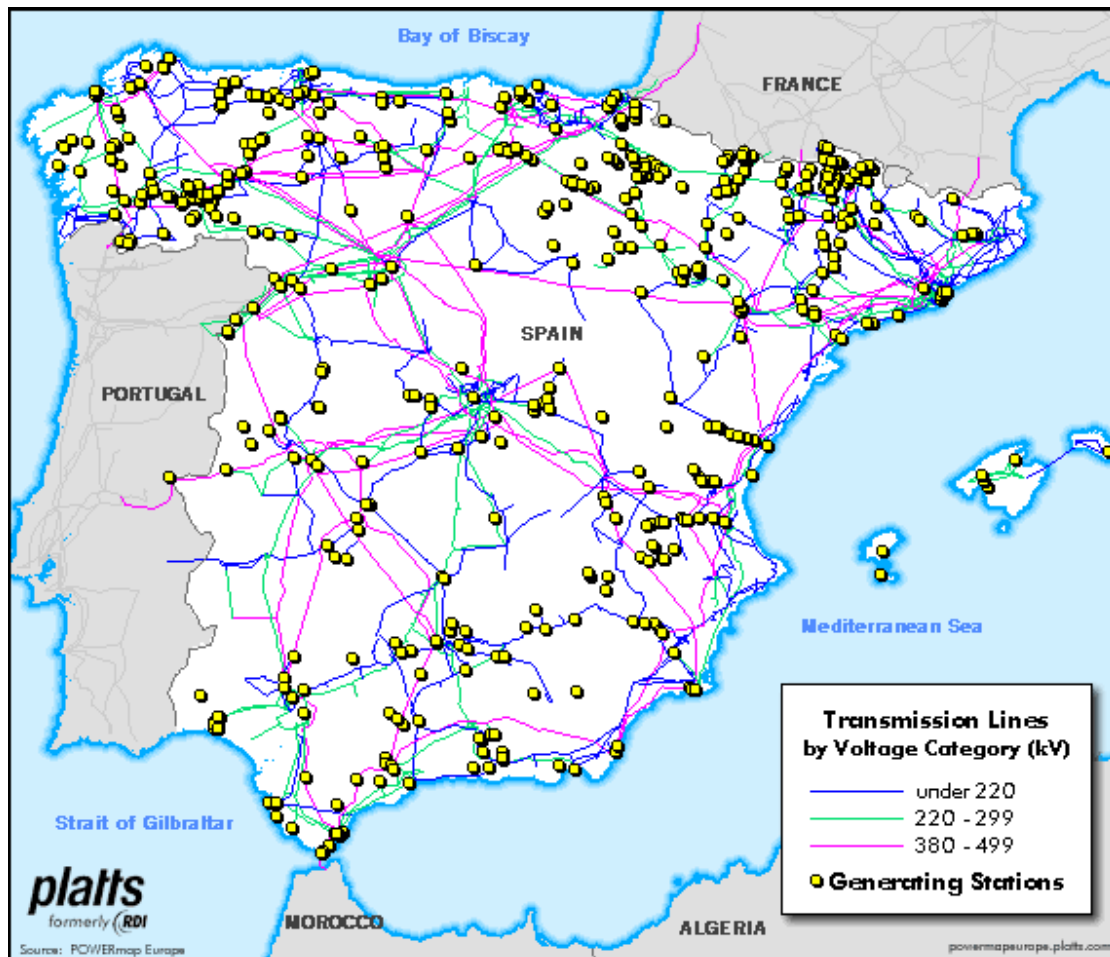 Bay of Biscay
FRANCE
SPAIN
PORTUGAL
Mediterranean Sea
Transmission Lines
by Voltage Category (kV)
under 220
220 - 299
380 - 499
Generating Stations
Strait of Gilbraltar
platts
formerly RDI
MOROCCO
ALGERIA
Source: POWERmap Europe
powermapeurope.platts.com